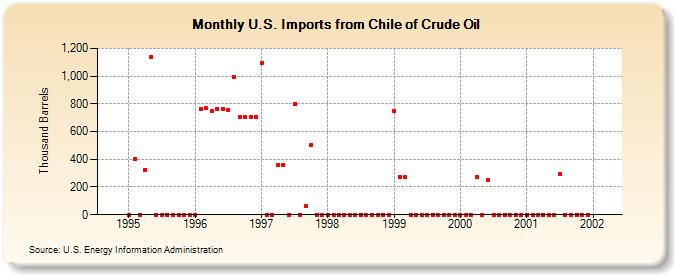 Monthly U.S. Imports from Chile of Crude Oil
Thousand Barrels
1,200
1,000
800
600
400
200
0
1995 1996 1997 1998 1999 2000 2001 2002
Source: U.S. Energy Information Administration